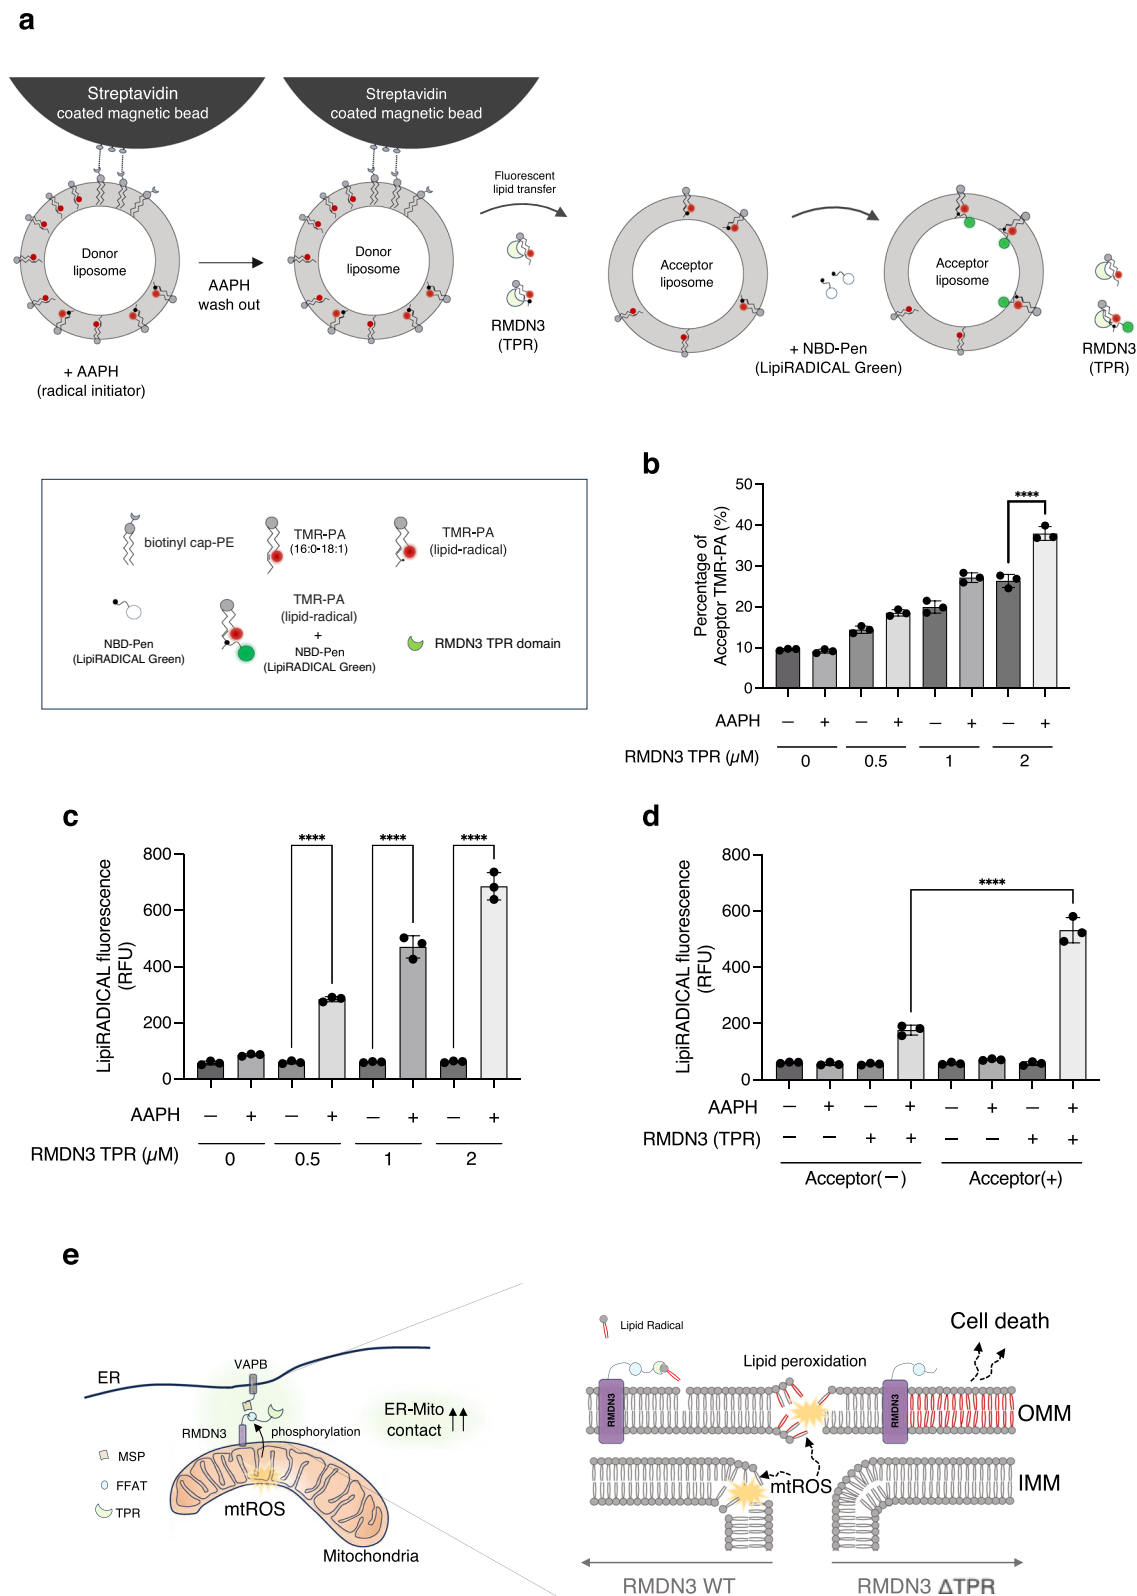 a
Streptavidin
coated magnetic bead
Streptavidin
coated magnetic bead
Donor
liposome
AAPH
wash out
Donor
liposome
Fluorescent
lipid transfer
RMDN3
(TPR)
Acceptor
liposome
+ NBD-Pen
(LipiRADICAL Green)
Acceptor
liposome
RMDN3
(TPR)
+ AAPH
(radical initiator)
biotinyl cap-PE
TMR-PA
(16:0-18:1)
TMR-PA
(lipid-radical)
NBD-Pen
(LipiRADICAL Green)
TMR-PA
(lipid-radical)
+
NBD-Pen
(LipiRADICAL Green)
RMDN3 TPR domain
b
Percentage of
Acceptor TMR-PA (%)
50
40
30
20
10
0
****
AAPH − + − + − + − +
RMDN3 TPR (µM) 0 0.5 1 2
c
LipiRADICAL fluorescence
(RFU)
800
600
400
200
0
**** **** ****
AAPH − + − + − + − +
RMDN3 TPR (µM) 0 0.5 1 2
d
LipiRADICAL fluorescence
(RFU)
800
600
400
200
0
****
AAPH − + − + − + − +
RMDN3 (TPR) − − + + − − + +
Acceptor(−) Acceptor(+)
e
ER
VAPB
RMDN3
phosphorylation
ER-Mito
contact
MSP
FFAT
TPR
mtROS
Mitochondria
Lipid Radical
Cell death
Lipid peroxidation
RMDN3
RMDN3
OMM
mtROS
IMM
RMDN3 WT
RMDN3 ΔTPR